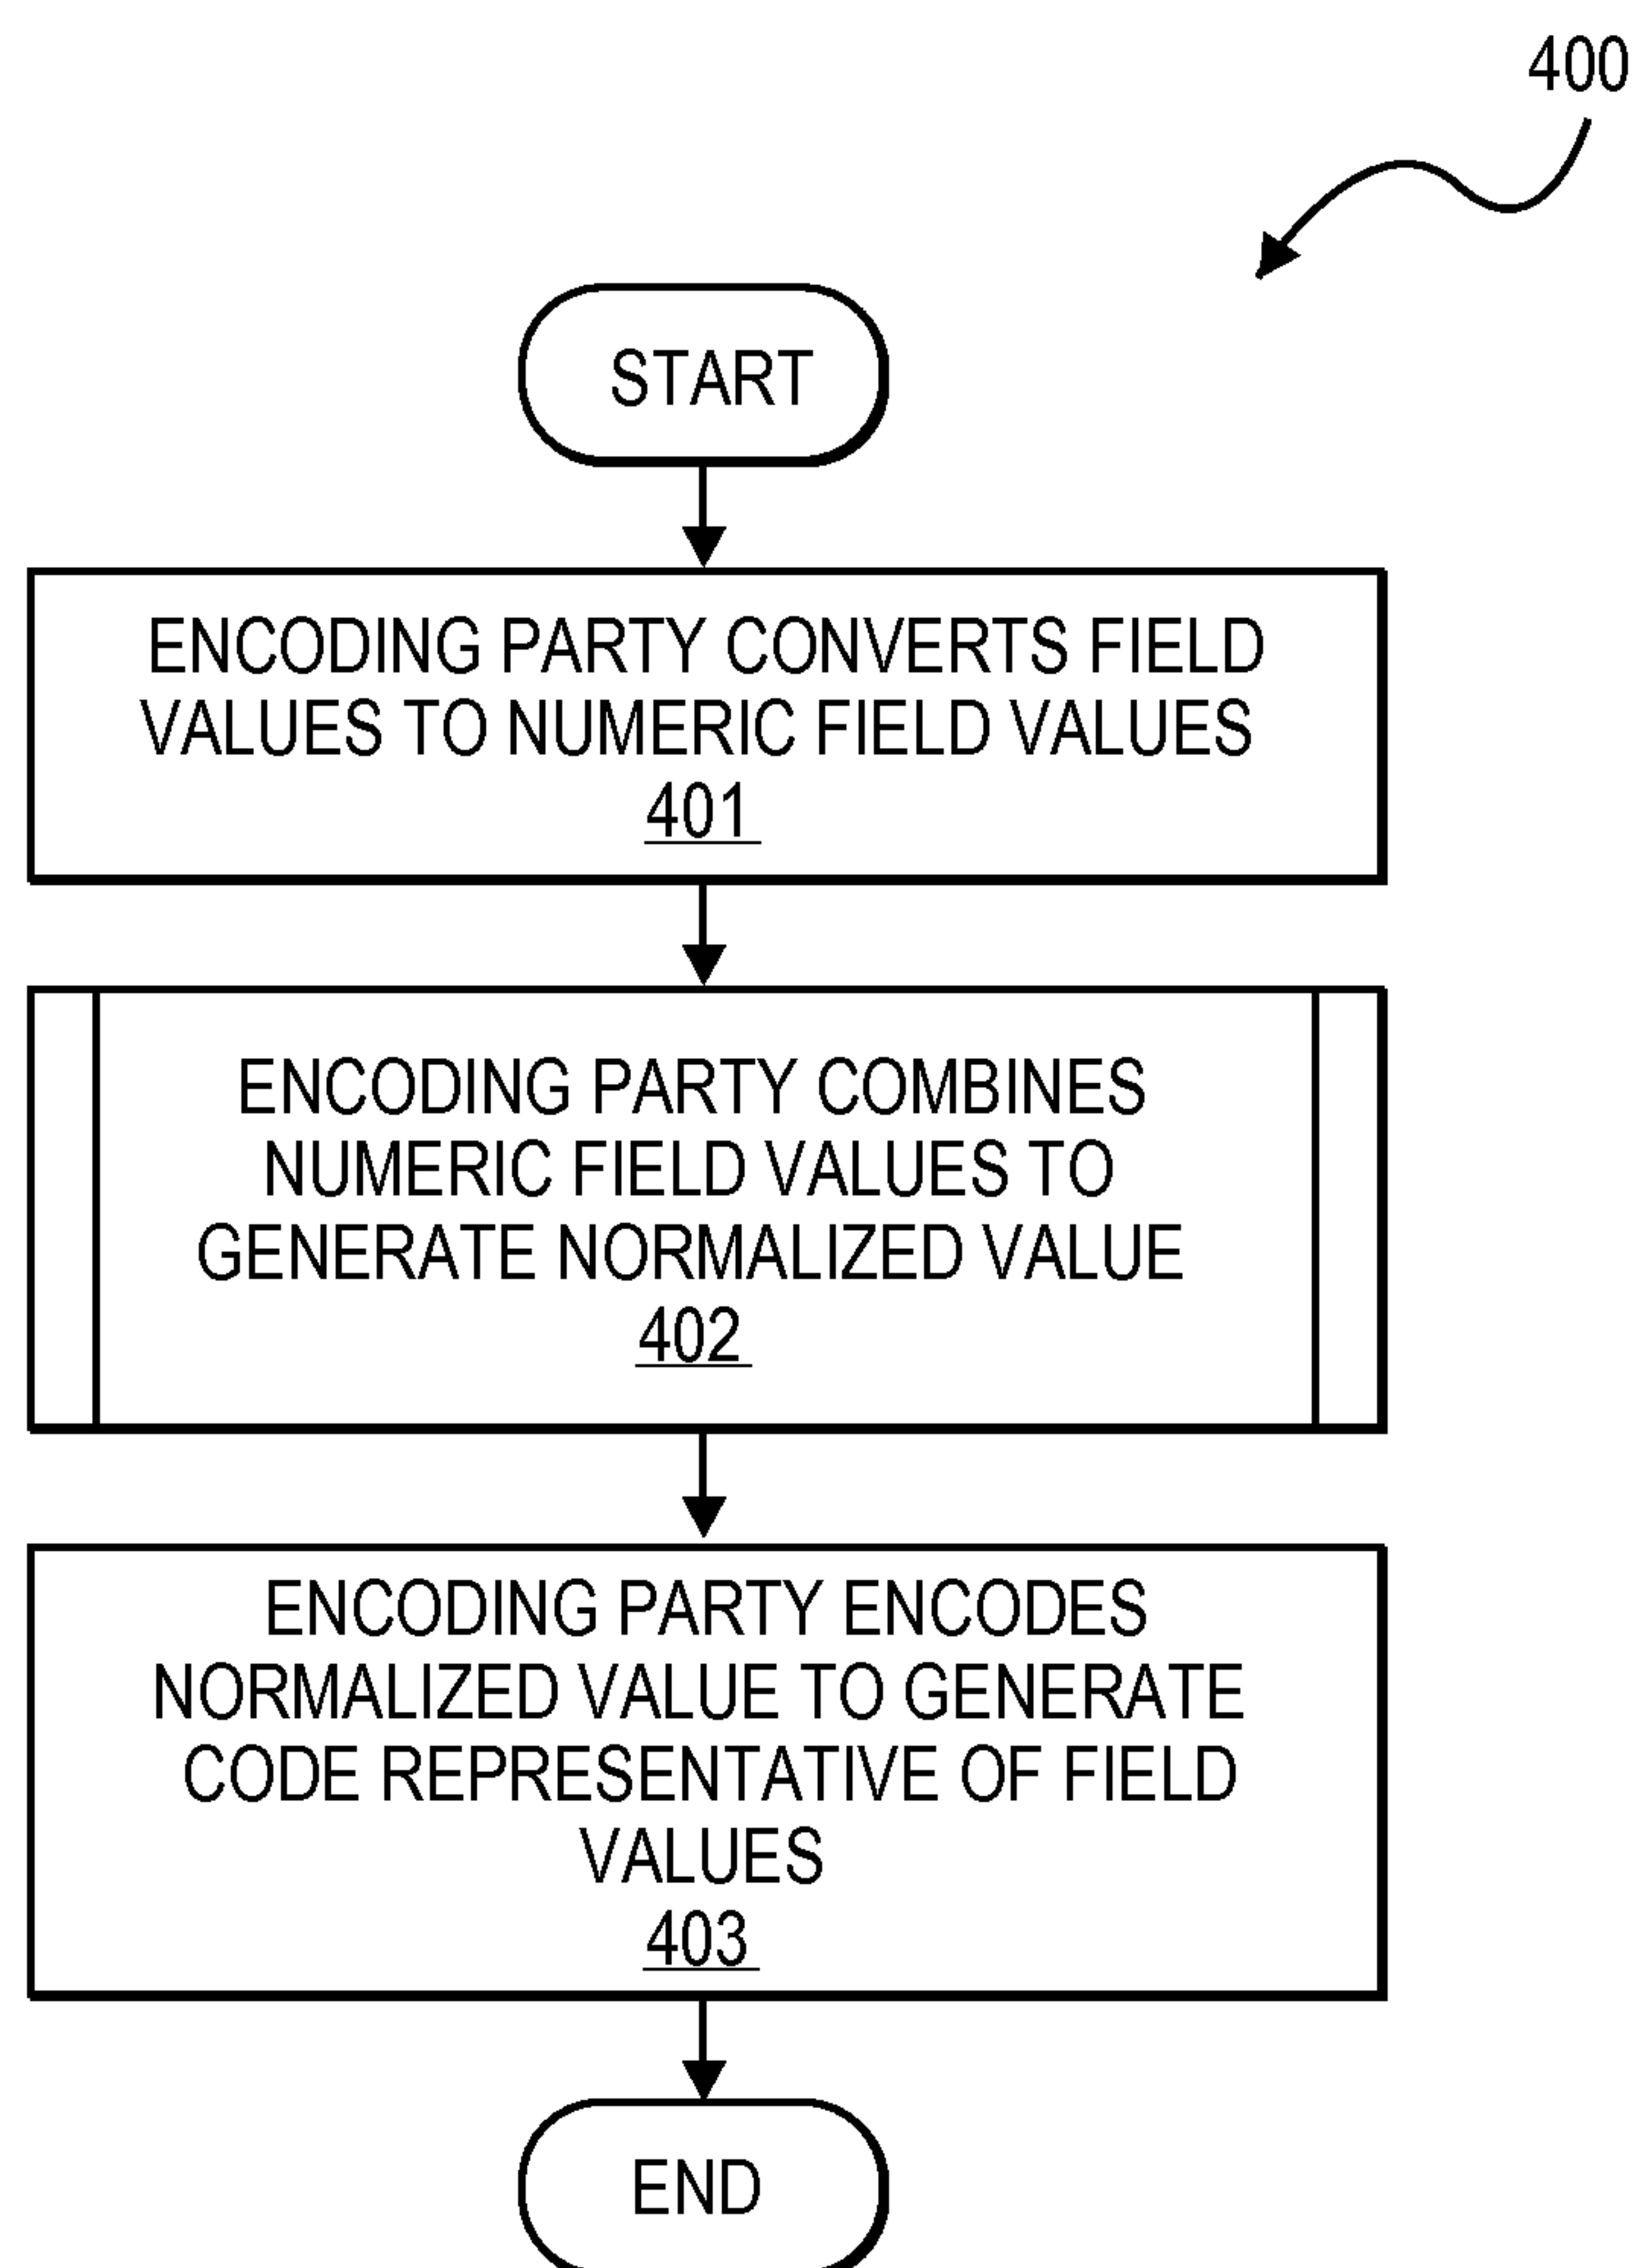 400
START
ENCODING PARTY CONVERTS FIELD
VALUES TO NUMERIC FIELD VALUES
401
ENCODING PARTY COMBINES
NUMERIC FIELD VALUES TO
GENERATE NORMALIZED VALUE
402
ENCODING PARTY ENCODES
NORMALIZED VALUE TO GENERATE
CODE REPRESENTATIVE OF FIELD
VALUES
403
END